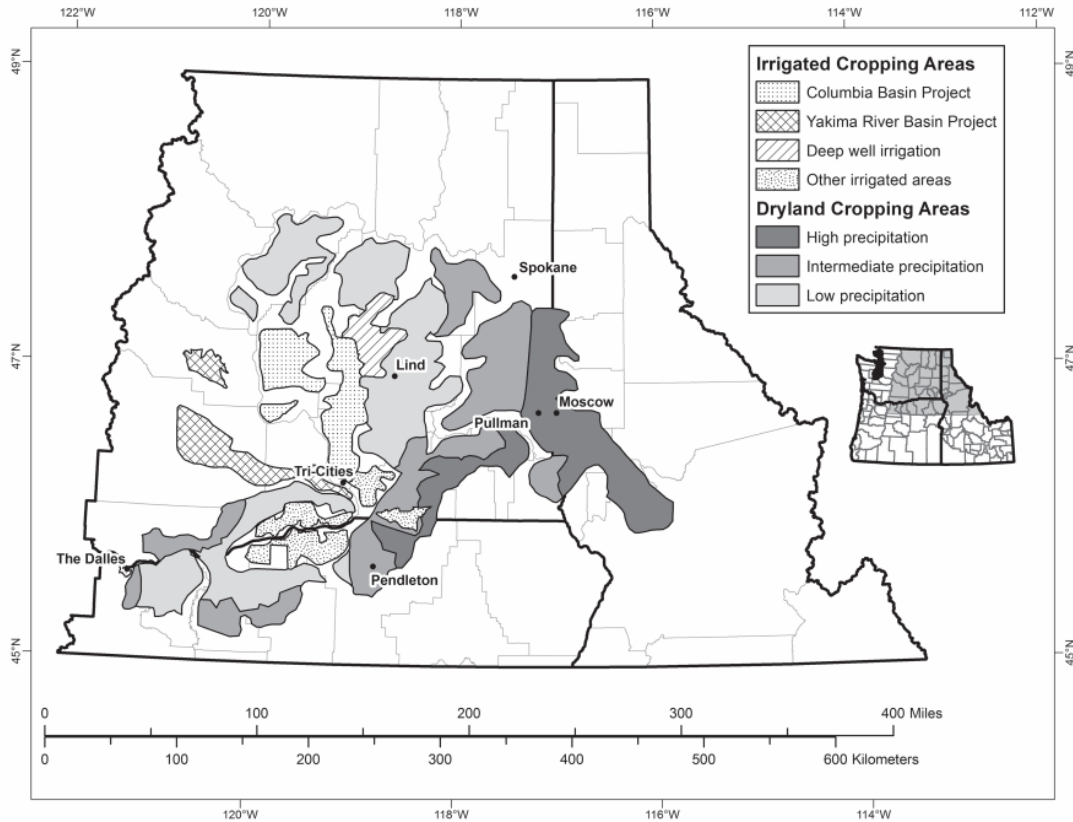 122°W 120°W 118°W 116°W 114°W 112°W
49°N 49°N
Irrigated Cropping Areas
Columbia Basin Project
Yakima River Basin Project
Deep well irrigation
Other irrigated areas
Dryland Cropping Areas
High precipitation
Intermediate precipitation
Low precipitation
Spokane
47°N 47°N
Lind
Moscow
Pullman
Tri-Cities
The Dalles
Pendleton
45°N 45°N
0 100 200 300 400 Miles
0 100 200 300 400 500 600 Kilometers
120°W 118°W 116°W 114°W